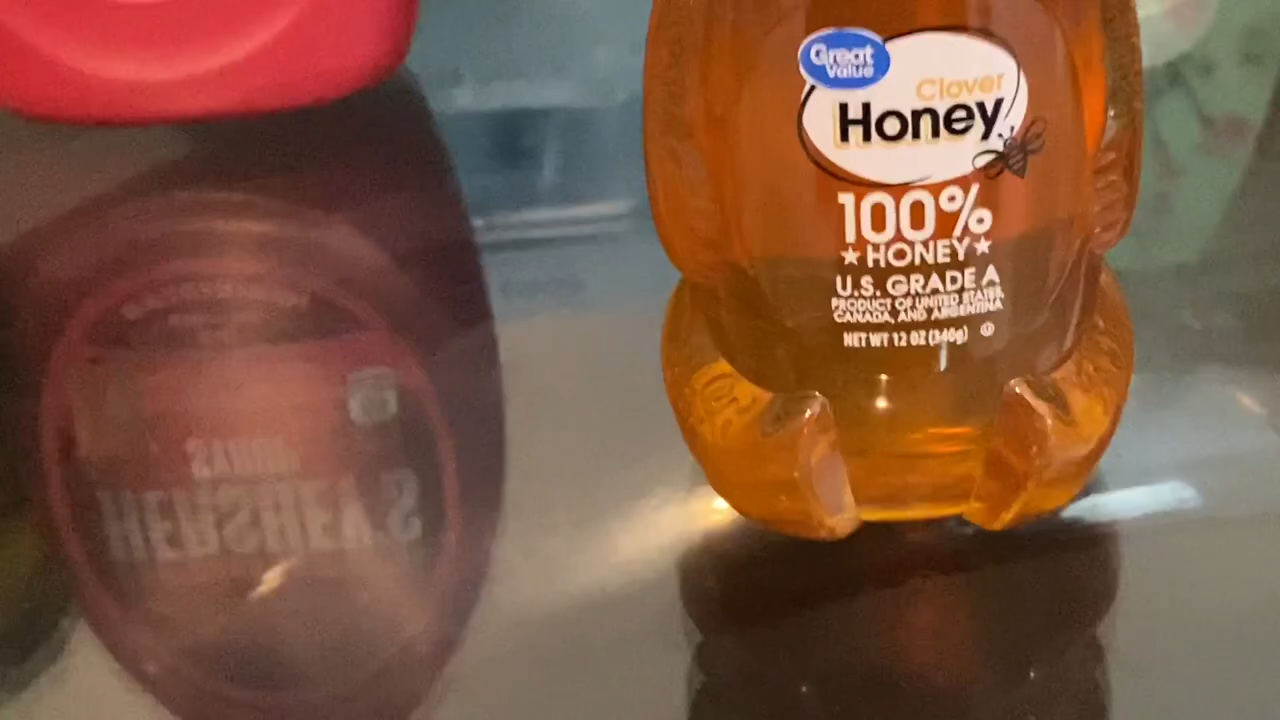 Great
Value
Clover
Honey
100%
HONEY
U.S. GRADE A
PRODUCT OF UNITED STATES,
CANADA, AND ARGENTINA
NET WT 12 OZ (340g)
HERSHEY'S